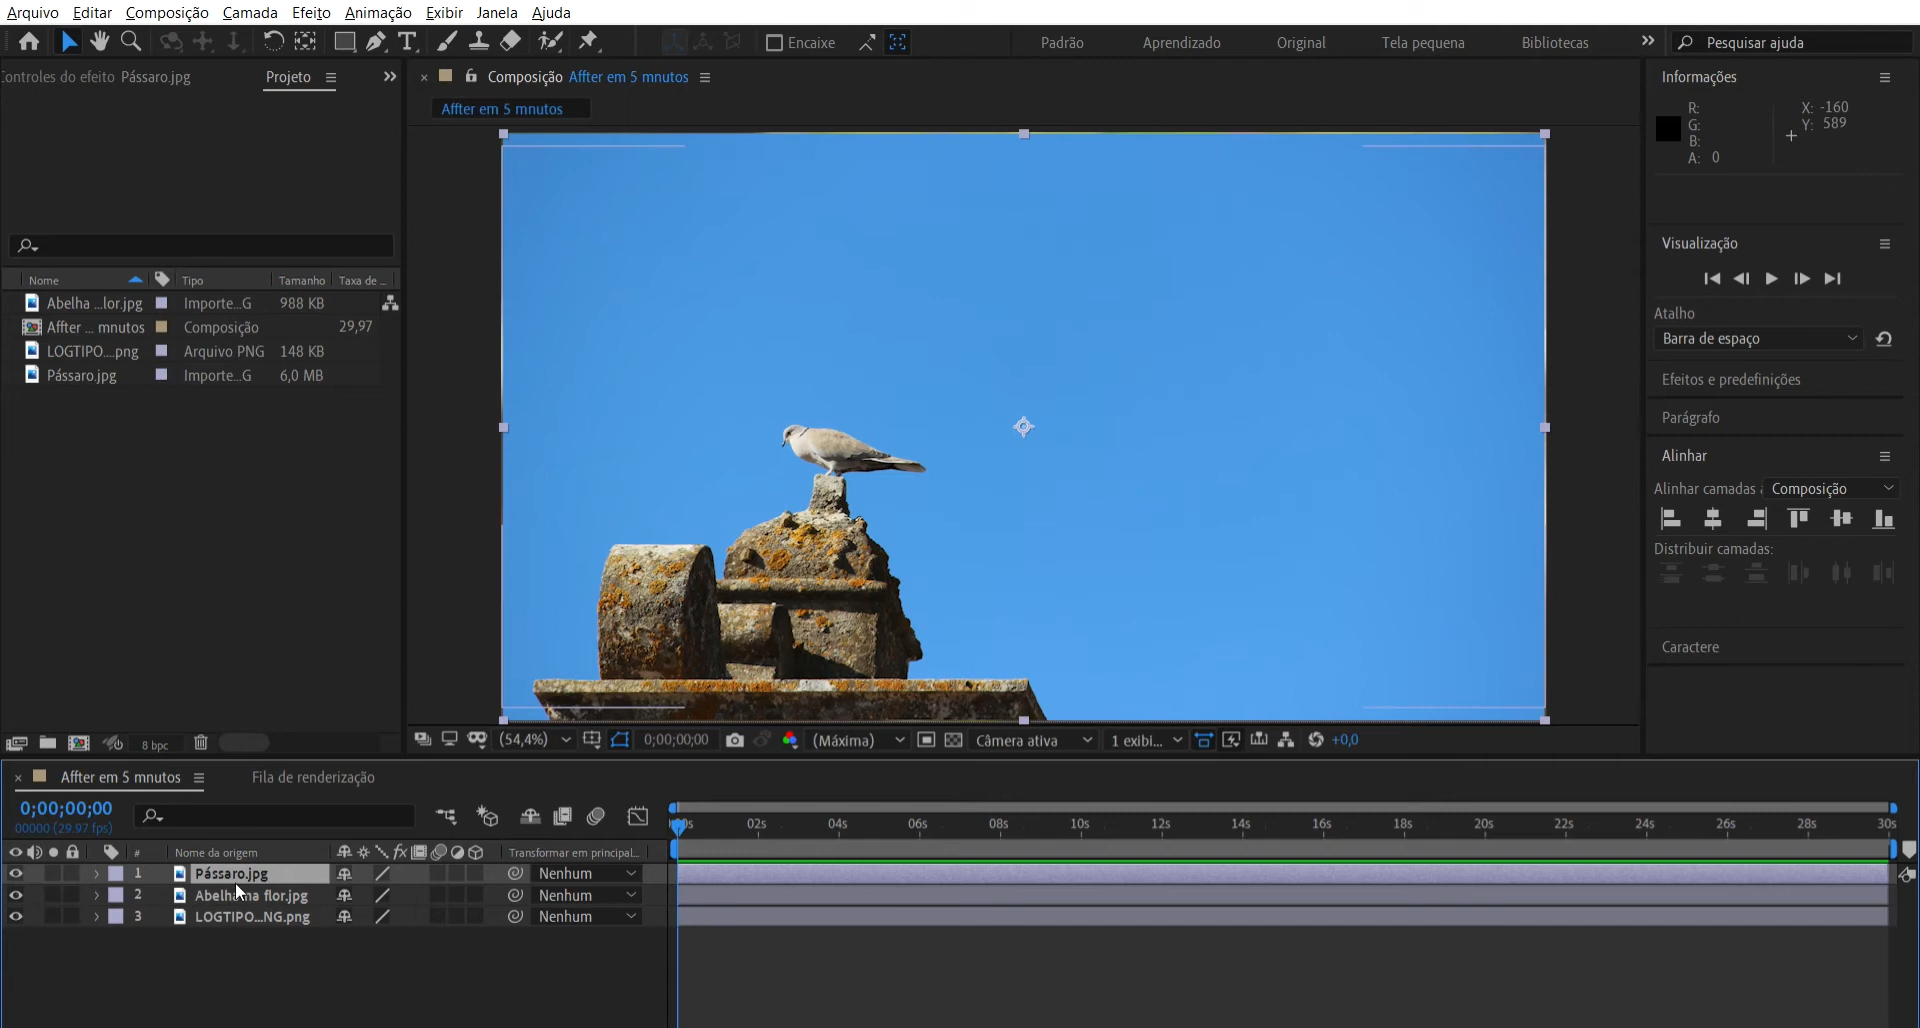 Arquivo Editar Composição Camada Efeito Animação Exibir Janela Ajuda
Encaixe Padrão Aprendizado Original Tela pequena Bibliotecas Pesquisar ajuda
ontroles do efeito Pássaro.jpg Projeto
Composição Affter em 5 mnutos
Affter em 5 mnutos
Nome Tipo Tamanho Taxa de ...
Abelha ...lor.jpg Importe...G 988 KB
Affter ... mnutos Composição 29,97
LOGTIPO....png Arquivo PNG 148 KB
Pássaro.jpg Importe...G 6,0 MB
8 bpc
(54,4%) 0;00;00;00 (Máxima) Câmera ativa 1 exibi... +0,0
Informações
R: X: -160
G: Y: 589
B:
A: 0
Visualização
Atalho
Barra de espaço
Efeitos e predefinições
Parágrafo
Alinhar
Alinhar camadas Composição
Distribuir camadas:
Caractere
Affter em 5 mnutos Fila de renderização
0;00;00;00
00000 (29.97 fps)
02s 04s 06s 08s 10s 12s 14s 16s 18s 20s 22s 24s 26s 28s 30s
# Nome da origem fx Transformar em principal...
1 Pássaro.jpg Nenhum
2 Abelha na flor.jpg Nenhum
3 LOGTIPO...NG.png Nenhum